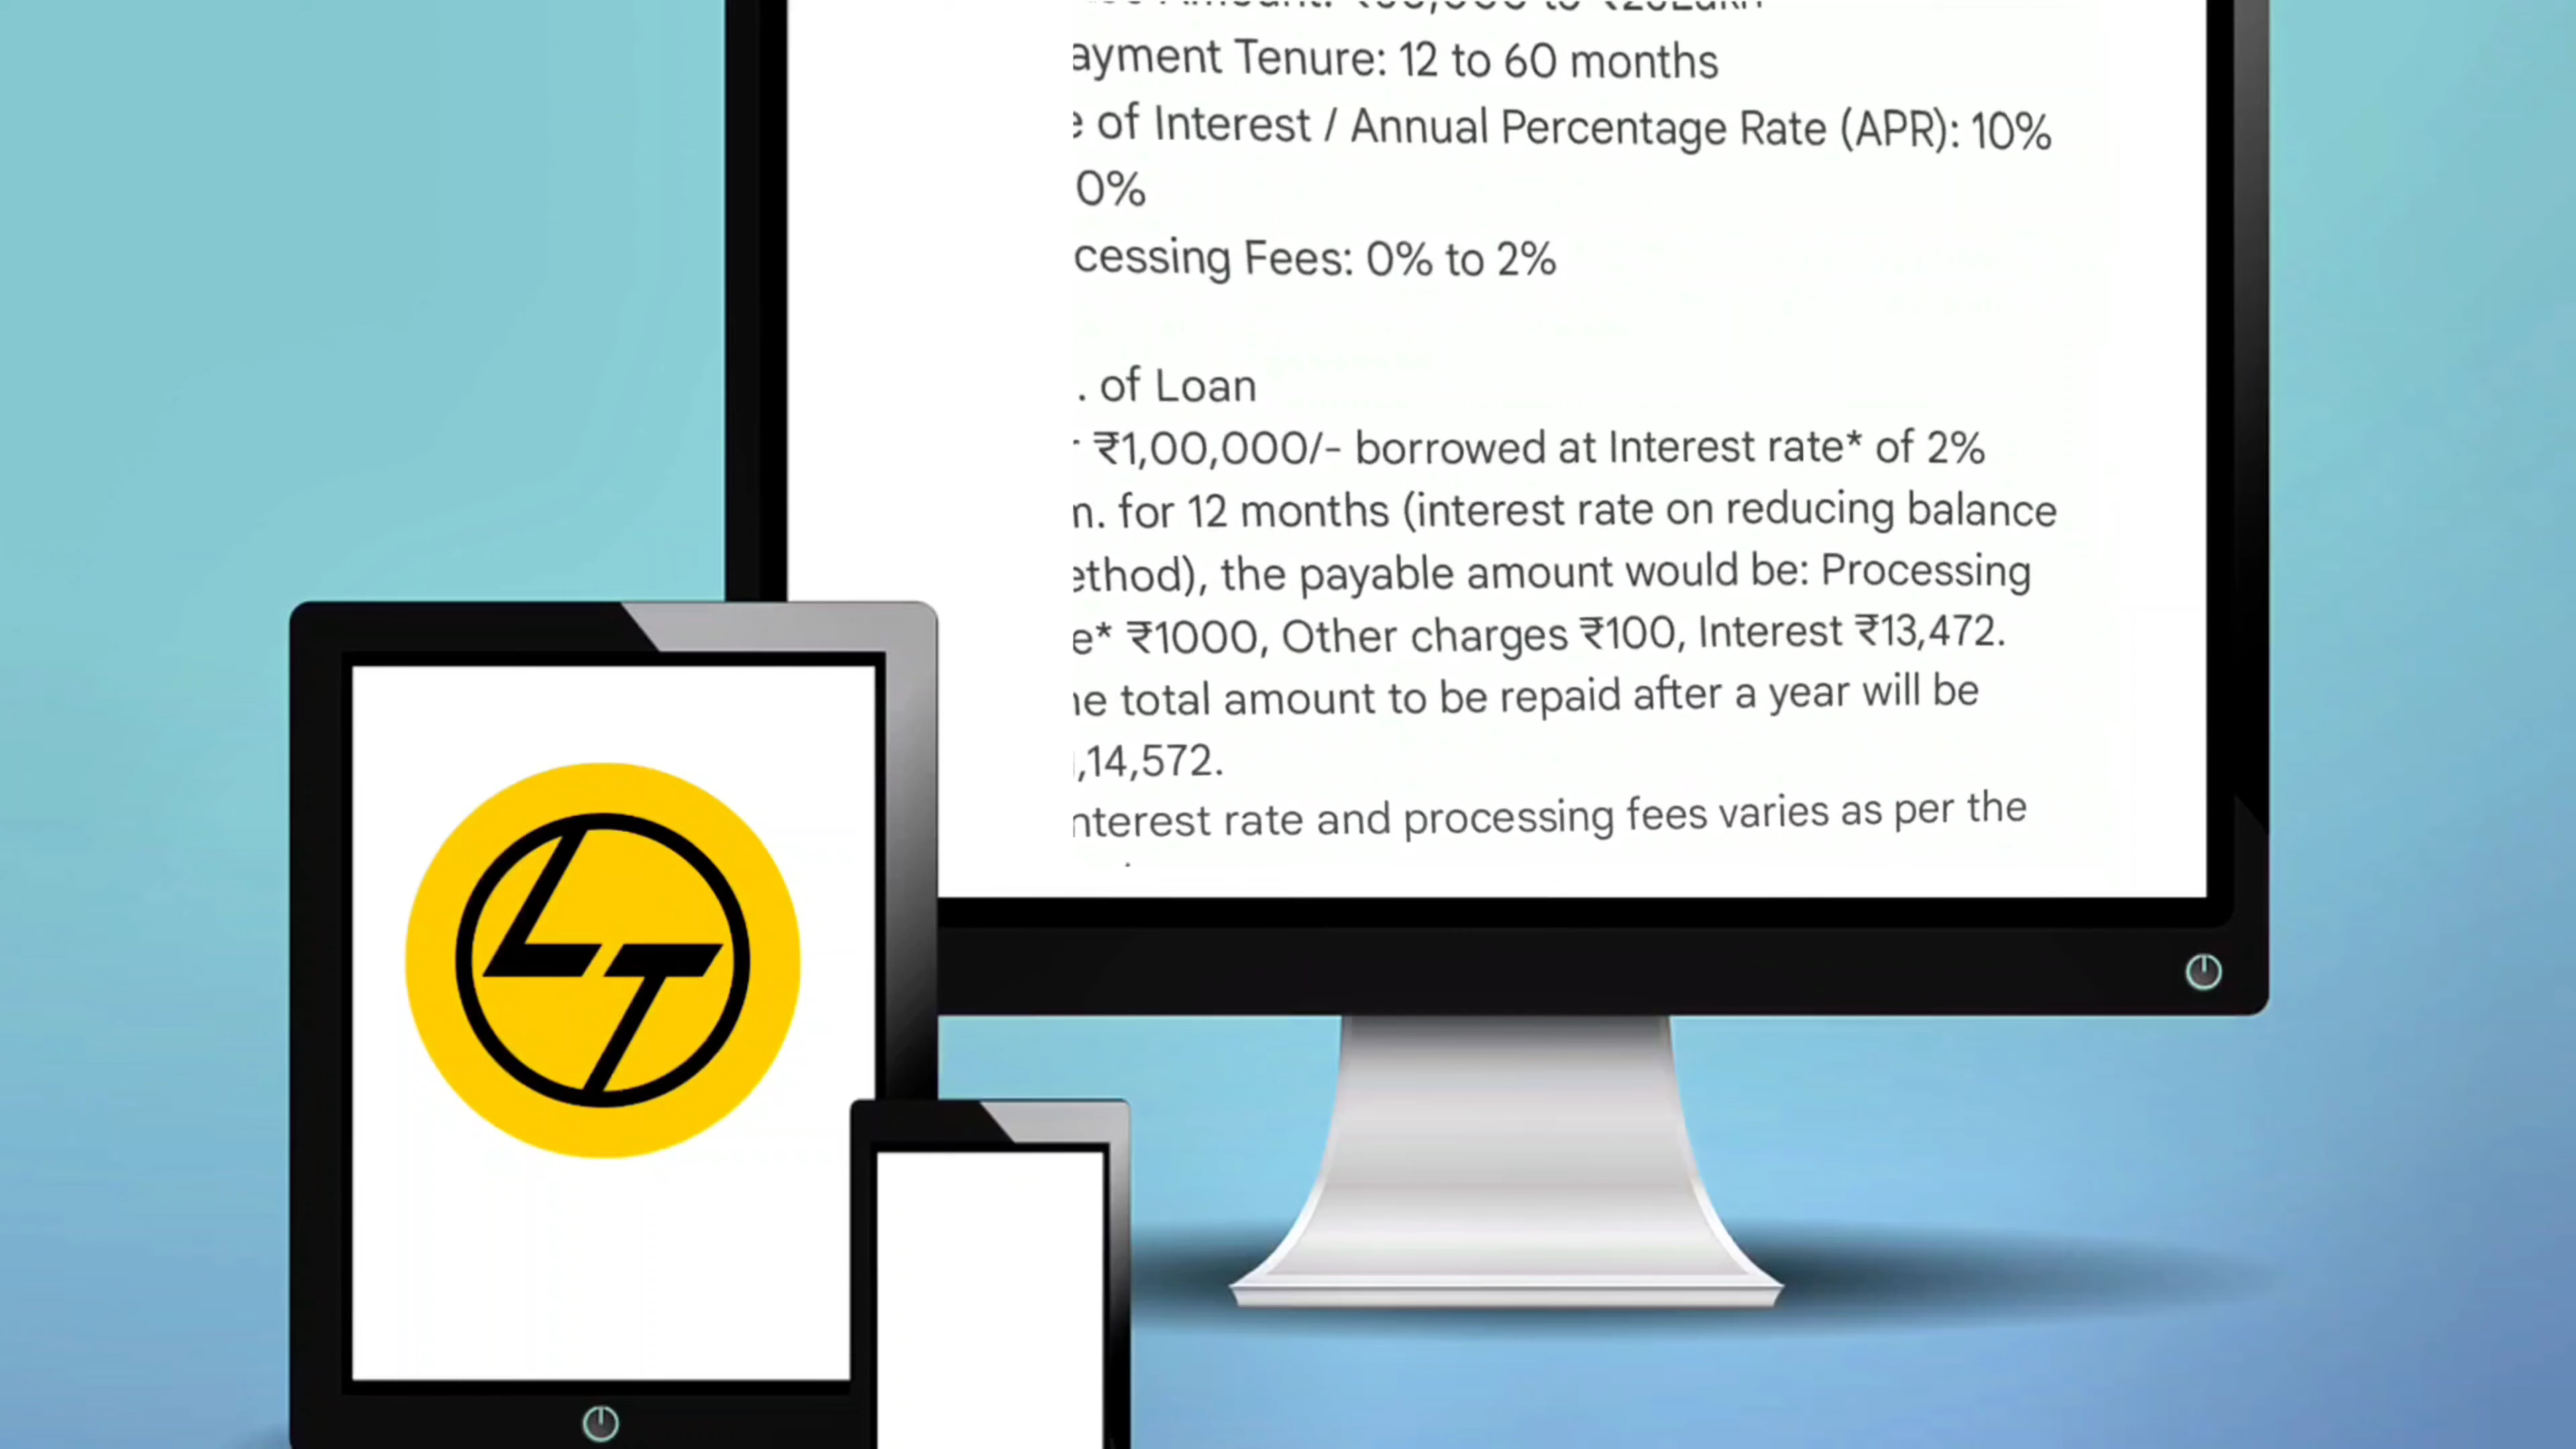 ayment Tenure: 12 to 60 months
of Interest / Annual Percentage Rate (APR): 10%
0%
cessing Fees: 0% to 2%
. of Loan
₹1,00,000/- borrowed at Interest rate* of 2%
n. for 12 months (interest rate on reducing balance
ethod), the payable amount would be: Processing
e* ₹1000, Other charges ₹100, Interest ₹13,472.
he total amount to be repaid after a year will be
,14,572.
nterest rate and processing fees varies as per the
LT